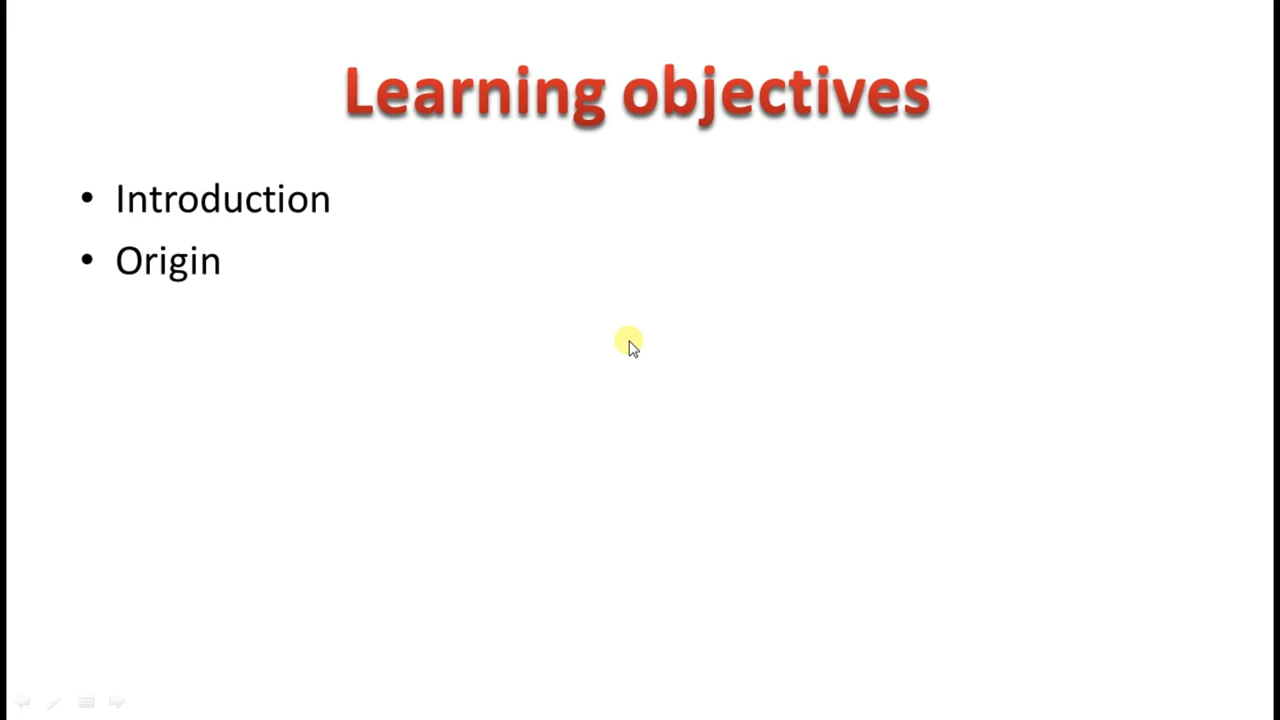 Learning objectives
• Introduction
• Origin